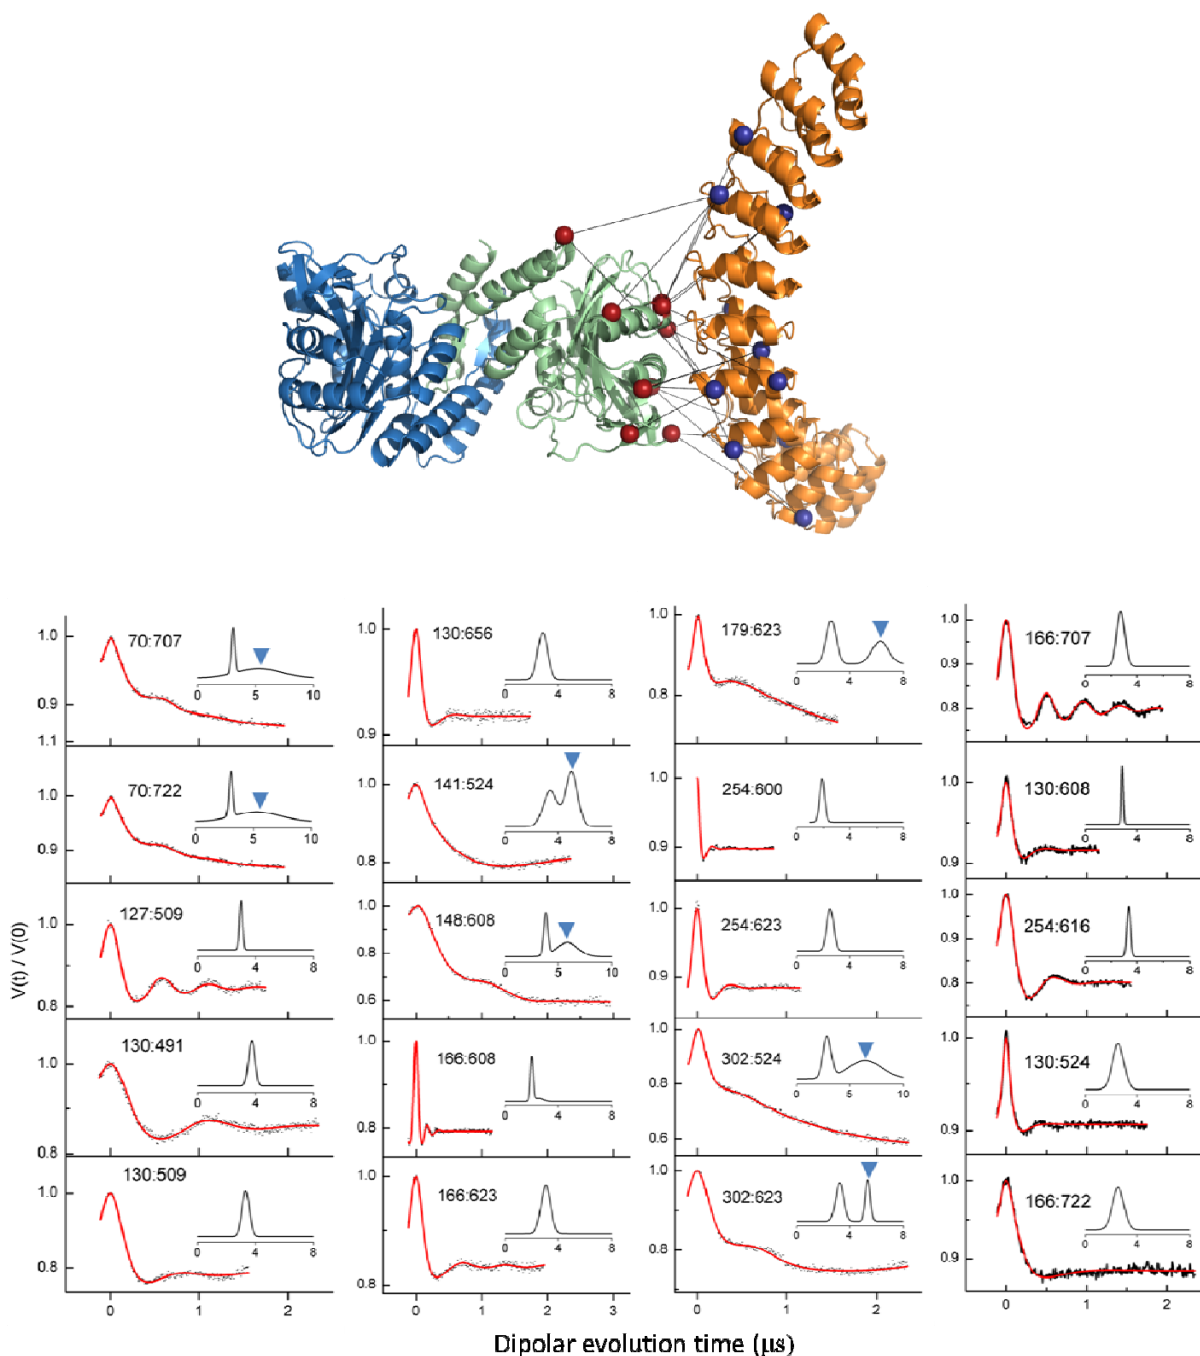 1.0 70:707 0 5 10 0.9
1.0 130:656 0 4 8 0.9
1.0 179:623 0 4 8 0.8
1.0 166:707 0 4 8 0.9 0.8
1.1 1.0 70:722 0 5 10 0.9
1.0 0.9 141:524 0 4 8 0.8
1.0 254:600 0 4 8 0.9
1.0 130:608 0 4 8 0.9
1.0 127:509 0 4 8 0.9 0.8
1.0 148:608 0 5 10 0.8 0.6
1.0 254:623 0 4 8 0.9
1.0 254:616 0 4 8 0.9 0.8
1.0 130:491 0 4 8 0.8
1.0 166:608 0 4 8 0.8
1.0 302:524 0 5 10 0.8 0.6
1.0 130:524 0 4 8 0.9
1.0 130:509 0 4 8 0.8
1.0 166:623 0 4 8 0.9 0.8
1.0 302:623 0 4 8 0.8
1.0 166:722 0 4 8 0.9
0 1 2
0 1 2 3
0 1 2
0 1 2
V(t) / V(0)
Dipolar evolution time (μs)